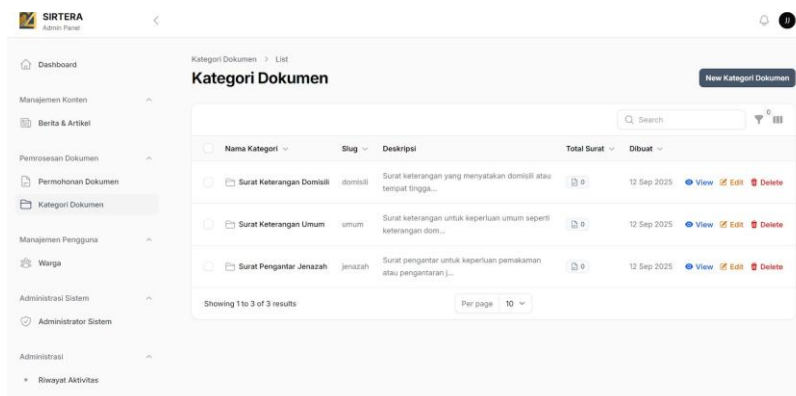 SIRTERA
Admin Panel
JJ
Dashboard
Manajemen Konten
Berita & Artikel
Pemrosesan Dokumen
Permohonan Dokumen
Kategori Dokumen
Manajemen Pengguna
Warga
Administrasi Sistem
Administrator Sistem
Administrasi
Riwayat Aktivitas
Kategori Dokumen > List
Kategori Dokumen
New Kategori Dokumen
Search
0
Nama Kategori Slug Deskripsi Total Surat Dibuat
Surat Keterangan Domisili domisili Surat keterangan yang menyatakan domisili atau 0 12 Sep 2025 View Edit Delete
tempat tingga...
Surat Keterangan Umum umum Surat keterangan untuk keperluan umum seperti 0 12 Sep 2025 View Edit Delete
keterangan dom...
Surat Pengantar Jenazah jenazah Surat pengantar untuk keperluan pemakaman 0 12 Sep 2025 View Edit Delete
atau pengantaran j...
Showing 1 to 3 of 3 results
Per page 10